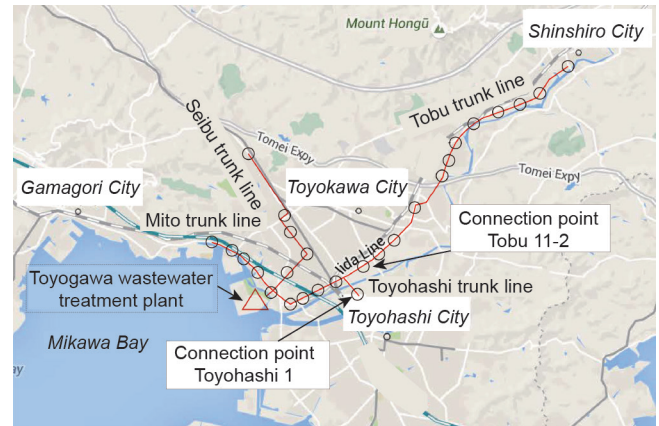 Mount Hongū
Shinshiro City
Tobu trunk line
Seibu trunk line
Tomei Expy
Tomei Expy
Gamagori City
Toyokawa City
Mito trunk line
Connection point
Tobu 11-2
Iida Line
Toyogawa wastewater
treatment plant
Toyohashi trunk line
Toyohashi City
Mikawa Bay
Connection point
Toyohashi 1
ay